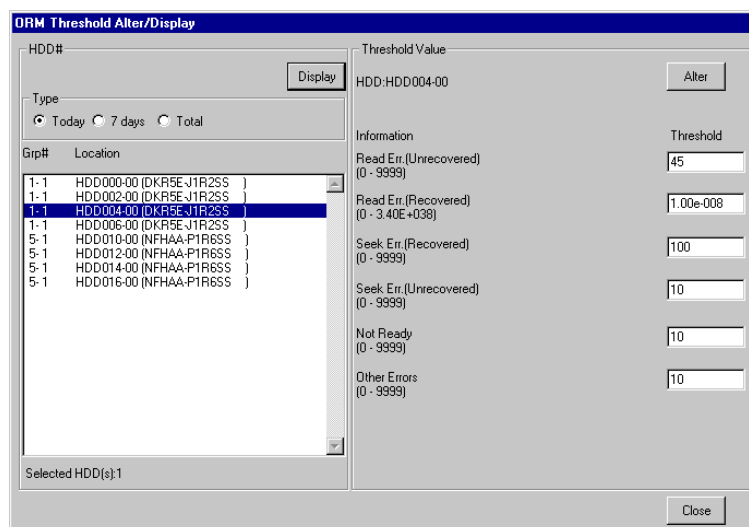 ORM Threshold Alter/Display
HDD#
Display
Type
Today 7 days Total
Grp# Location
1- 1 HDD000-00 (DKR5E-J1R2SS )
1- 1 HDD002-00 (DKR5E-J1R2SS )
1- 1 HDD004-00 (DKR5E-J1R2SS )
1- 1 HDD006-00 (DKR5E-J1R2SS )
5- 1 HDD010-00 (NFHAA-P1R6SS )
5- 1 HDD012-00 (NFHAA-P1R6SS )
5- 1 HDD014-00 (NFHAA-P1R6SS )
5- 1 HDD016-00 (NFHAA-P1R6SS )
Selected HDD(s):1
Threshold Value
HDD:HDD004-00 Alter
Information Threshold
Read Err.(Unrecovered) 45
(0 - 9999)
Read Err.(Recovered) 1.00e-008
(0 - 3.40E+038)
Seek Err.(Recovered) 100
(0 - 9999)
Seek Err.(Unrecovered) 10
(0 - 9999)
Not Ready 10
(0 - 9999)
Other Errors 10
(0 - 9999)
Close